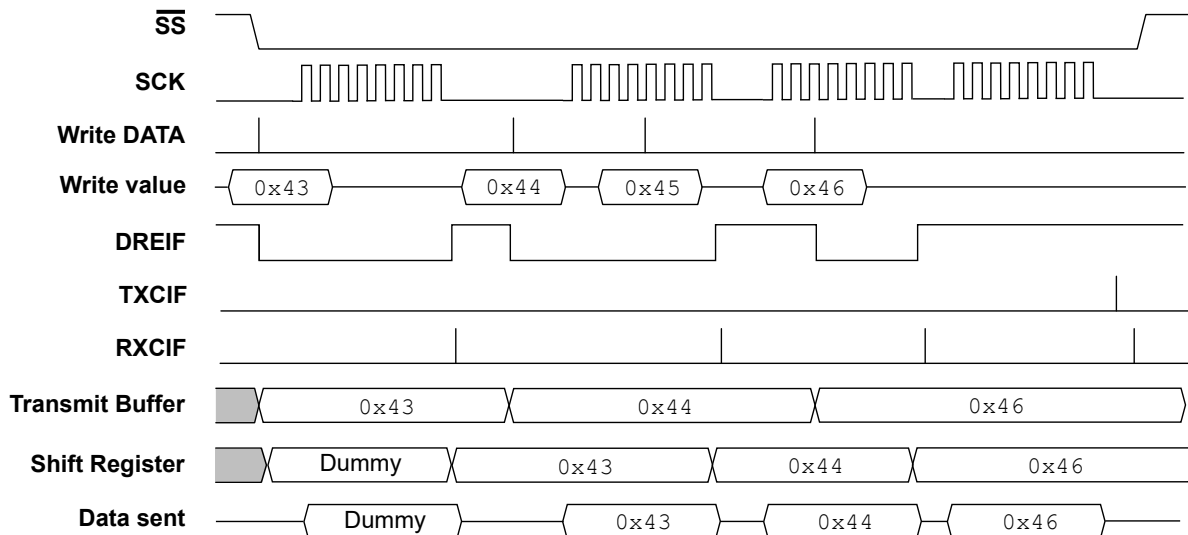 SS
SCK
Write DATA
Write value 0x43 0x44 0x45 0x46
DREIF
TXCIF
RXCIF
Transmit Buffer 0x43 0x44 0x46
Shift Register Dummy 0x43 0x44 0x46
Data sent Dummy 0x43 0x44 0x46